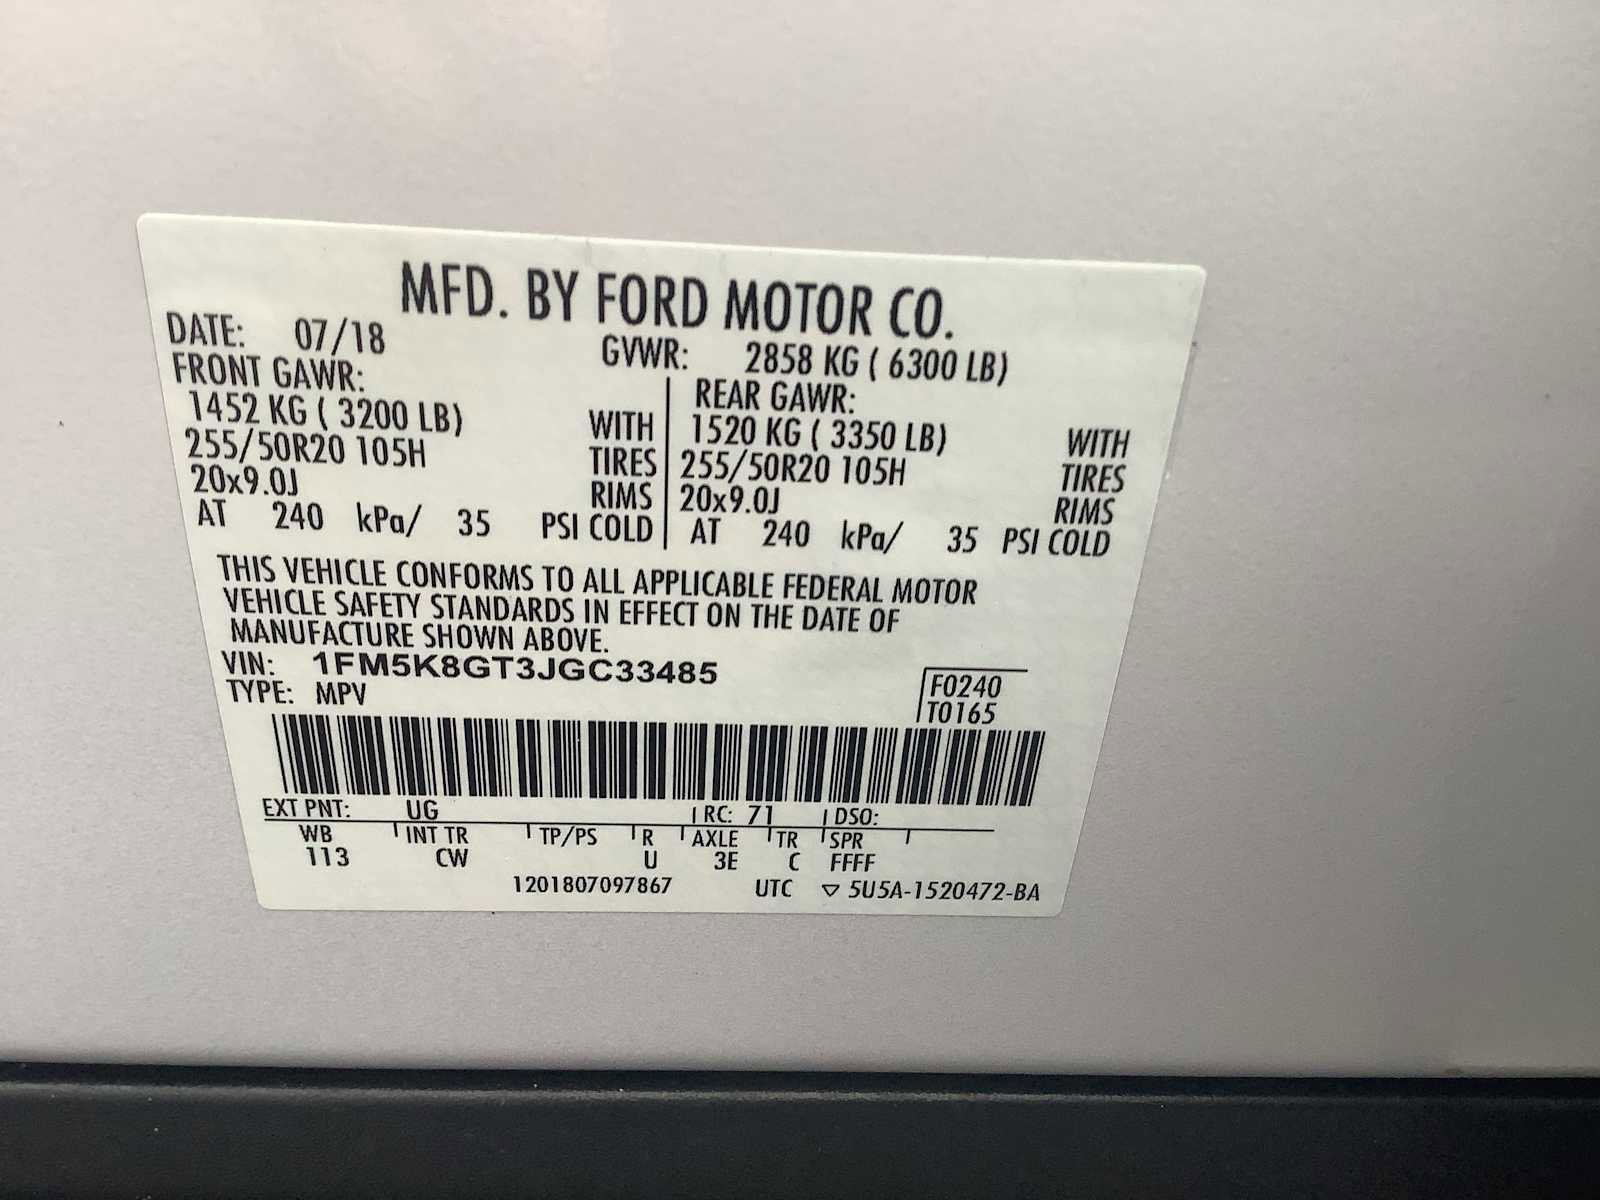 MFD. BY FORD MOTOR CO.
DATE: 07/18 GVWR: 2858 KG ( 6300 LB)
FRONT GAWR: REAR GAWR:
1452 KG ( 3200 LB) WITH 1520 KG ( 3350 LB) WITH
255/50R20 105H TIRES 255/50R20 105H TIRES
20x9.0J RIMS 20x9.0J RIMS
AT 240 kPa/ 35 PSI COLD AT 240 kPa/ 35 PSI COLD
THIS VEHICLE CONFORMS TO ALL APPLICABLE FEDERAL MOTOR
VEHICLE SAFETY STANDARDS IN EFFECT ON THE DATE OF
MANUFACTURE SHOWN ABOVE.
VIN: 1FM5K8GT3JGC33485
TYPE: MPV
F0240
T0165
EXT PNT: UG RC: 71 DSO:
WB INT TR TP/PS R AXLE TR SPR
113 CW U 3E C FFFF
1201807097867 UTC ▽ 5U5A-1520472-BA